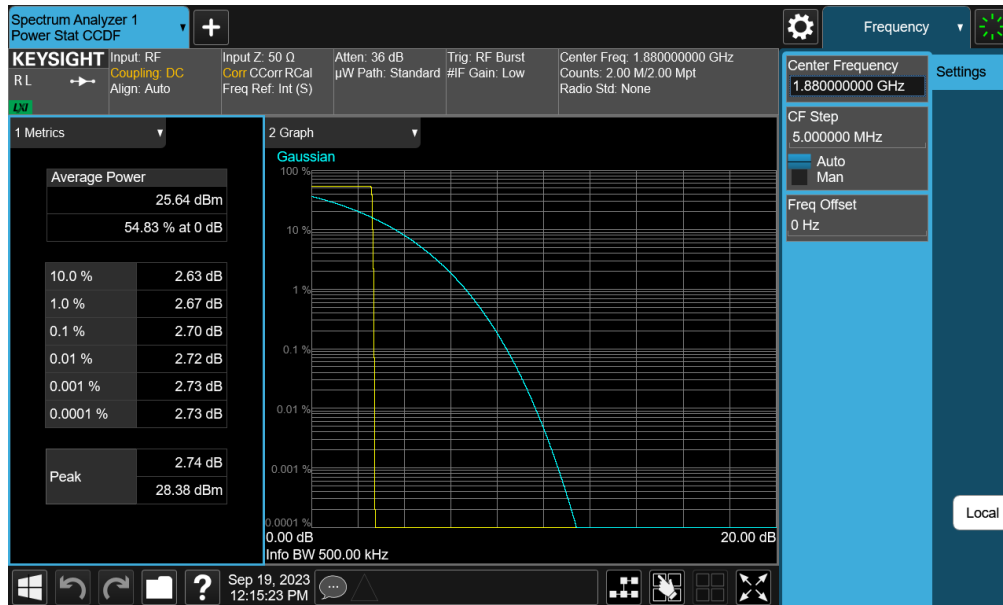 Spectrum Analyzer 1
Power Stat CCDF
+
Frequency
KEYSIGHT
R L
LXI
Input: RF
Coupling: DC
Align: Auto
Input Z: 50 Ω
Corr CCorr RCal
Freq Ref: Int (S)
Atten: 36 dB
µW Path: Standard
Trig: RF Burst
#IF Gain: Low
Center Freq: 1.880000000 GHz
Counts: 2.00 M/2.00 Mpt
Radio Std: None
Center Frequency
1.880000000 GHz
Settings
CF Step
5.000000 MHz
Auto
Man
Freq Offset
0 Hz
Local
1 Metrics
Average Power
25.64 dBm
54.83 % at 0 dB
10.0 % 2.63 dB
1.0 % 2.67 dB
0.1 % 2.70 dB
0.01 % 2.72 dB
0.001 % 2.73 dB
0.0001 % 2.73 dB
Peak
2.74 dB
28.38 dBm
2 Graph
Gaussian
100 %
10 %
1 %
0.1 %
0.01 %
0.001 %
0.0001 %
0.00 dB 20.00 dB
Info BW 500.00 kHz
?
Sep 19, 2023
12:15:23 PM